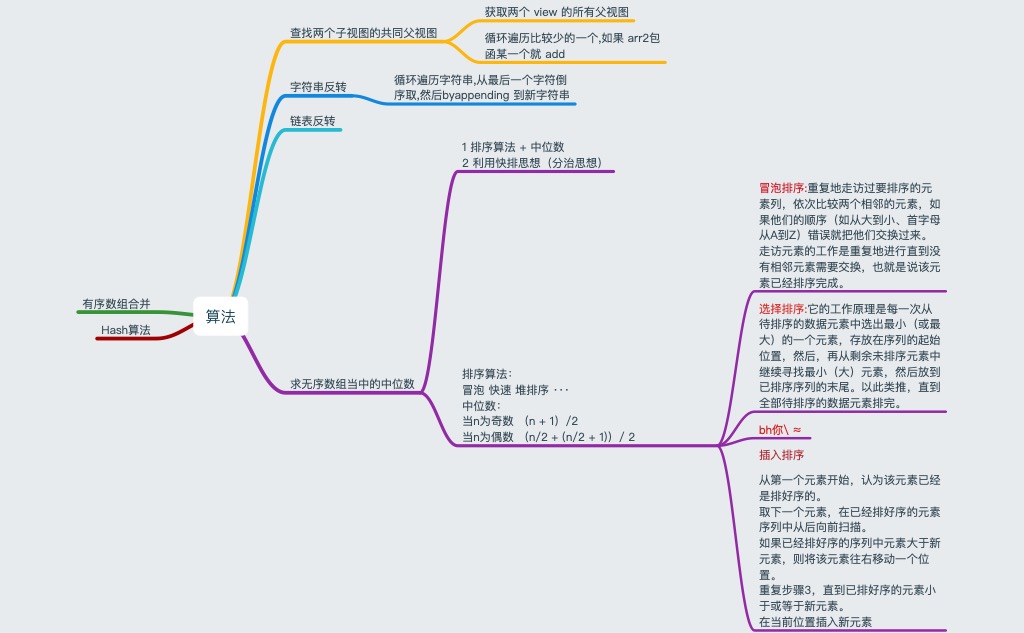 获取两个 view 的所有父视图
查找两个子视图的共同父视图
循环遍历比较少的一个,如果 arr2包
函某一个就 add
循环遍历字符串,从最后一个字符倒
序取,然后byappending 到新字符串
字符串反转
链表反转
1 排序算法 + 中位数
2 利用快排思想（分治思想）
冒泡排序:重复地走访过要排序的元
素列，依次比较两个相邻的元素，如
果他们的顺序（如从大到小、首字母
从A到Z）错误就把他们交换过来。
走访元素的工作是重复地进行直到没
有相邻元素需要交换，也就是说该元
素已经排序完成。
有序数组合并
算法
Hash算法
选择排序:它的工作原理是每一次从
待排序的数据元素中选出最小（或最
大）的一个元素，存放在序列的起始
位置，然后，再从剩余未排序元素中
继续寻找最小（大）元素，然后放到
已排序序列的末尾。以此类推，直到
全部待排序的数据元素排完。
求无序数组当中的中位数
排序算法：
冒泡 快速 堆排序 ···
中位数：
当n为奇数 （n + 1）/2
当n为偶数 （n/2 + (n/2 + 1)）/ 2
bh你\ ≈
插入排序
从第一个元素开始，认为该元素已经
是排好序的。
取下一个元素，在已经排好序的元素
序列中从后向前扫描。
如果已经排好序的序列中元素大于新
元素，则将该元素往右移动一个位
置。
重复步骤3，直到已排好序的元素小
于或等于新元素。
在当前位置插入新元素